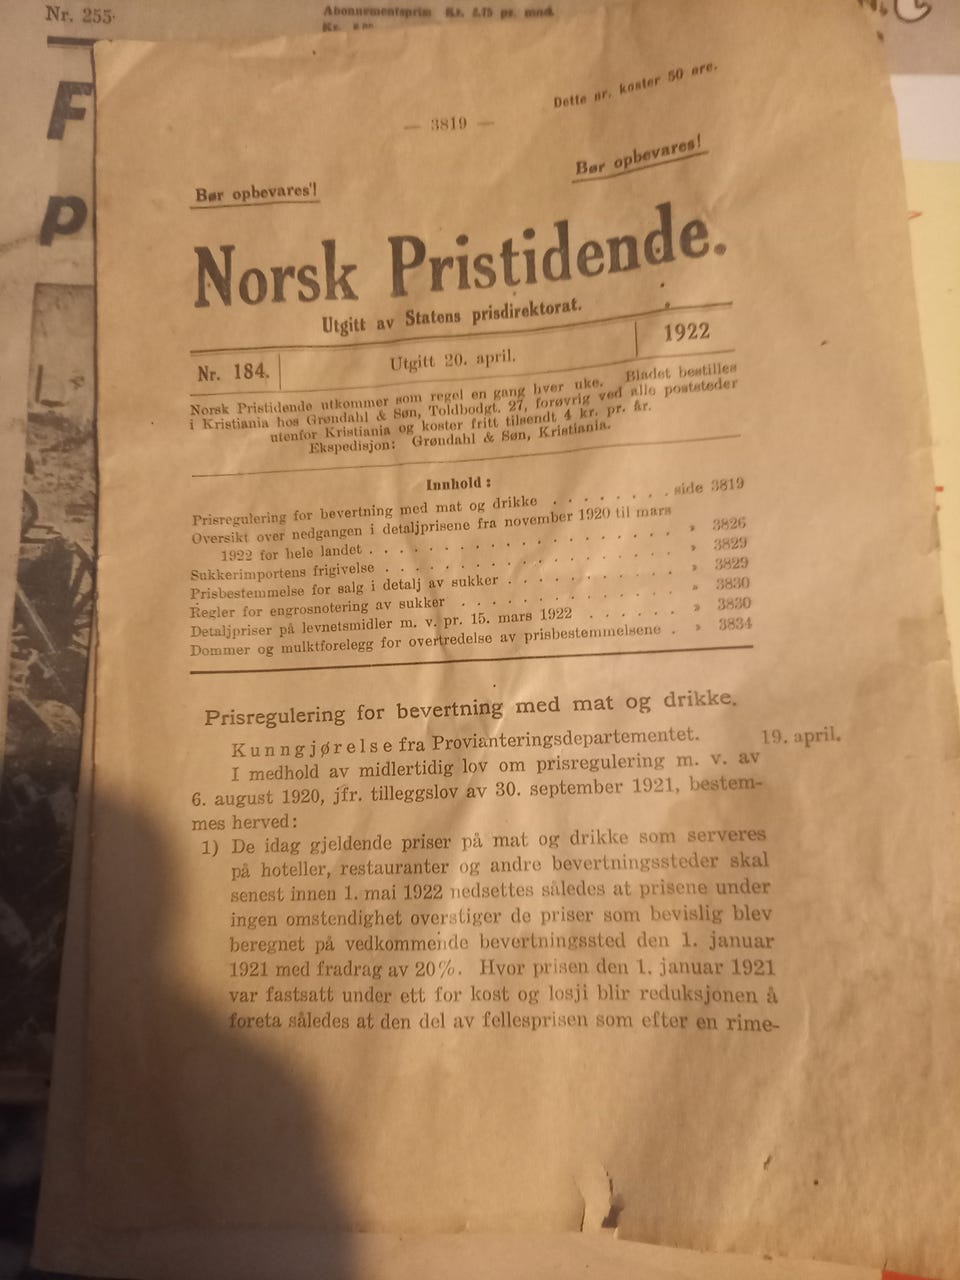 Nr. 255
Abonnementspris Kr. 2.75 pr. mnd.
Kr.
F
P
Dette nr. koster 50 øre.
— 3819 —
Bør opbevares!
Bør opbevares!
Norsk Pristidende.
Utgitt av Statens prisdirektorat.
Nr. 184. Utgitt 20. april. 1922
Norsk Pristidende utkommer som regel en gang hver uke. Bladet bestilles
i Kristiania hos Grøndahl & Søn, Toldbodgt. 27, forøvrig ved alle poststeder
utenfor Kristiania og koster fritt tilsendt 4 kr. pr. år.
Ekspedisjon: Grøndahl & Søn, Kristiania.
Innhold:
Prisregulering for bevertning med mat og drikke . . . . . . . . side 3819
Oversikt over nedgangen i detaljprisene fra november 1920 til mars
1922 for hele landet . . . . . . . . . . . . . . . . . . . » 3826
Sukkerimportens frigivelse . . . . . . . . . . . . . . . . . . » 3829
Prisbestemmelse for salg i detalj av sukker . . . . . . . . . . . » 3829
Regler for engrosnotering av sukker . . . . . . . . . . . . . » 3830
Detaljpriser på levnetsmidler m. v. pr. 15. mars 1922 . . . . . . » 3830
Dommer og mulktforelegg for overtredelse av prisbestemmelsene . » 3834
Prisregulering for bevertning med mat og drikke.
Kunngjørelse fra Provianteringsdepartementet. 19. april.
I medhold av midlertidig lov om prisregulering m. v. av
6. august 1920, jfr. tilleggslov av 30. september 1921, bestem-
mes herved:
1) De idag gjeldende priser på mat og drikke som serveres
på hoteller, restauranter og andre bevertningssteder skal
senest innen 1. mai 1922 nedsettes således at prisene under
ingen omstendighet overstiger de priser som bevislig blev
beregnet på vedkommende bevertningssted den 1. januar
1921 med fradrag av 20%. Hvor prisen den 1. januar 1921
var fastsatt under ett for kost og losji blir reduksjonen å
foreta således at den del av fellesprisen som efter en rime-